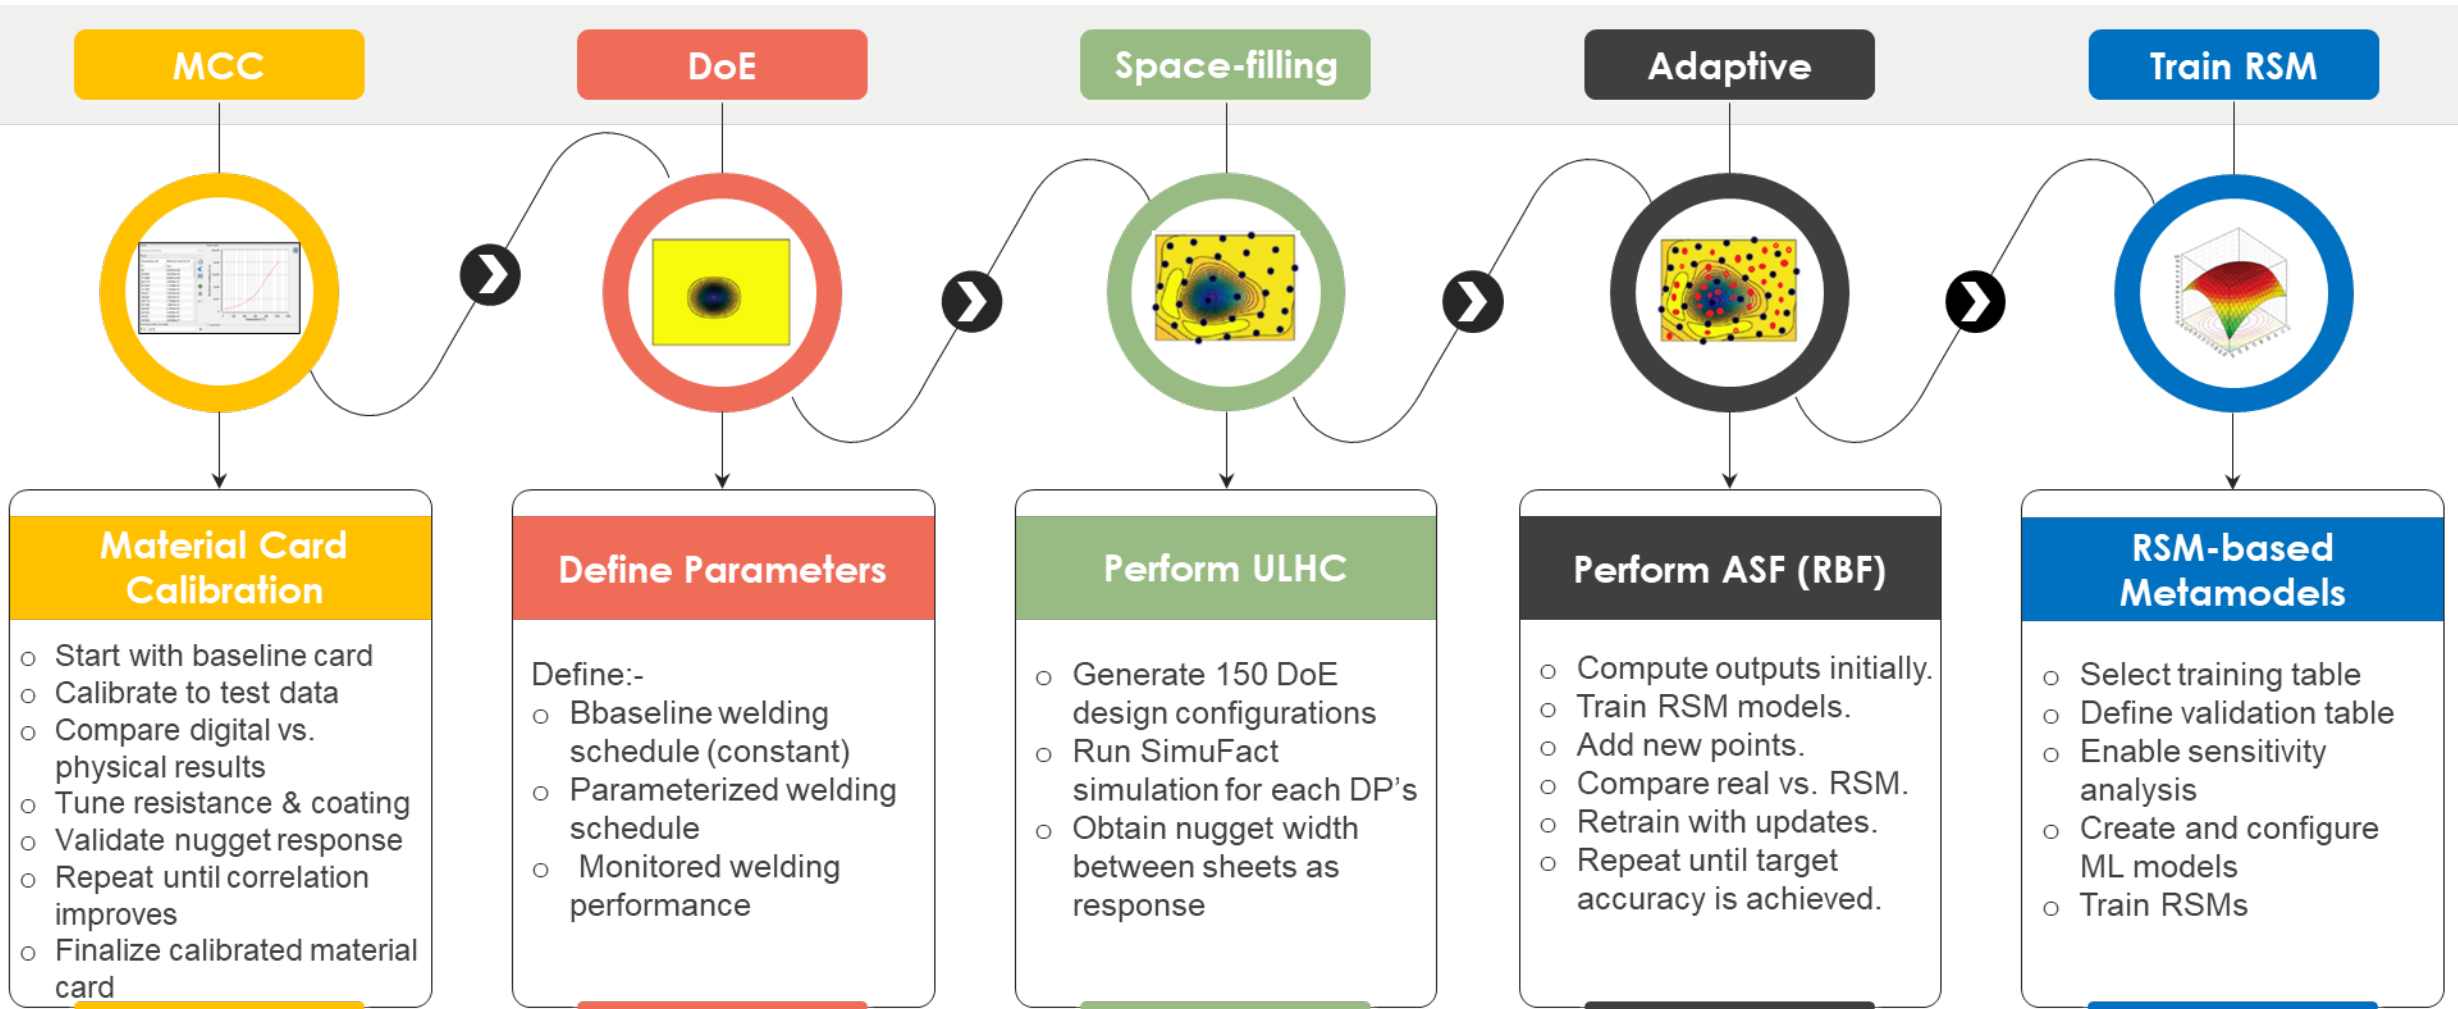 MCC
DoE
Space-filling
Adaptive
Train RSM
Material Card
Calibration
o Start with baseline card
o Calibrate to test data
o Compare digital vs.
physical results
o Tune resistance & coating
o Validate nugget response
o Repeat until correlation
improves
o Finalize calibrated material
card
Define Parameters
Define:-
o Bbaseline welding
schedule (constant)
o Parameterized welding
schedule
o Monitored welding
performance
Perform ULHC
o Generate 150 DoE
design configurations
o Run SimuFact
simulation for each DP's
o Obtain nugget width
between sheets as
response
Perform ASF (RBF)
o Compute outputs initially.
o Train RSM models.
o Add new points.
o Compare real vs. RSM.
o Retrain with updates.
o Repeat until target
accuracy is achieved.
RSM-based
Metamodels
o Select training table
o Define validation table
o Enable sensitivity
analysis
o Create and configure
ML models
o Train RSMs